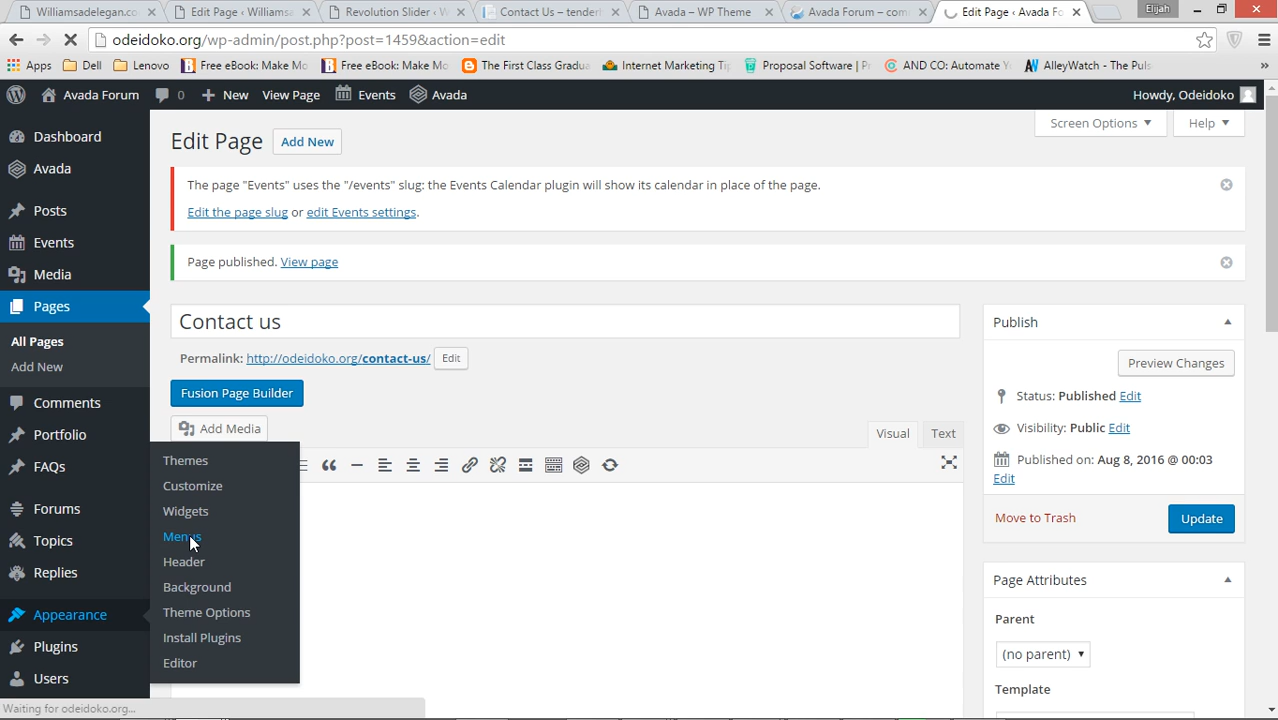 Williamsadelegan.co
Edit Page ‹ Williamsa
Revolution Slider ‹ W
Contact Us – tenderh
Avada – WP Theme
Avada Forum – com
Edit Page ‹ Avada Fo
Elijah
odeidoko.org/wp-admin/post.php?post=1459&action=edit
Apps
Dell
Lenovo
Free eBook: Make Mo
Free eBook: Make Mo
The First Class Gradua
Internet Marketing Tip
Proposal Software | Pr
AND CO: Automate Y
AlleyWatch - The Puls
»
Avada Forum
0
New
View Page
Events
Avada
Howdy, Odeidoko
Dashboard
Avada
Posts
Events
Media
Pages
All Pages
Add New
Comments
Portfolio
FAQs
Forums
Topics
Replies
Appearance
Plugins
Users
Themes
Customize
Widgets
Menus
Header
Background
Theme Options
Install Plugins
Editor
Edit Page
Add New
Screen Options
Help
The page "Events" uses the "/events" slug: the Events Calendar plugin will show its calendar in place of the page.
Edit the page slug or edit Events settings.
Page published. View page
Contact us
Permalink: http://odeidoko.org/contact-us/ Edit
Fusion Page Builder
Add Media
Visual
Text
Publish
Preview Changes
Status: Published Edit
Visibility: Public Edit
Published on: Aug 8, 2016 @ 00:03
Edit
Move to Trash
Update
Page Attributes
Parent
(no parent)
Template
Waiting for odeidoko.org...